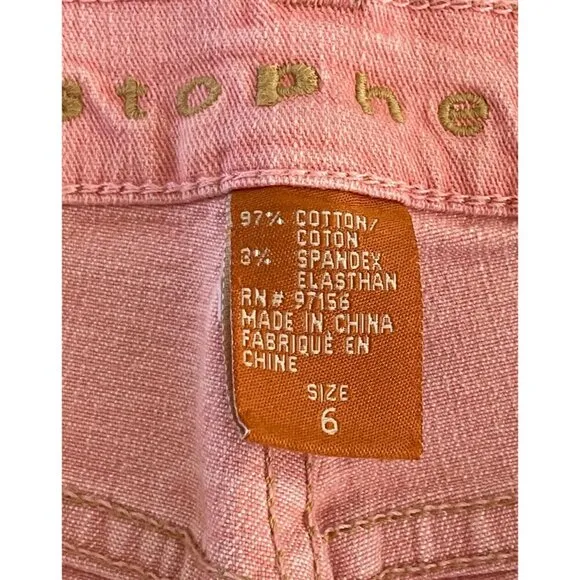 stophe
97% COTTON/
COTON
3% SPANDEX
ELASTHAN
RN# 97156
MADE IN CHINA
FABRIQUÉ EN
CHINE
SIZE
6